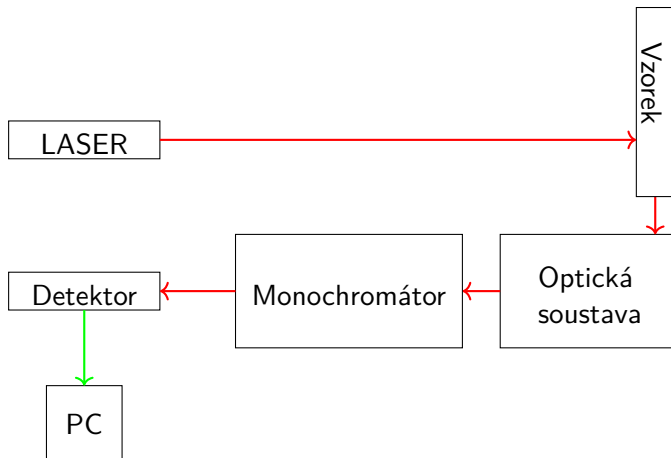 Vzorek
LASER
Optická
soustava
Monochromátor
Detektor
PC